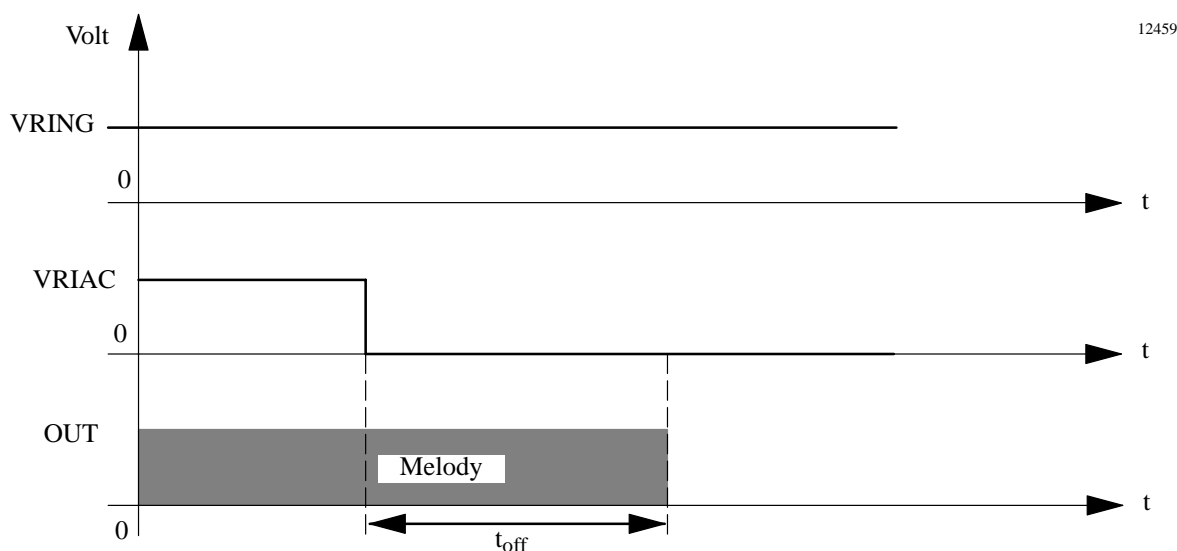 Volt
12459
VRING
0
t
VRIAC
0
t
OUT
Melody
0
t
toff